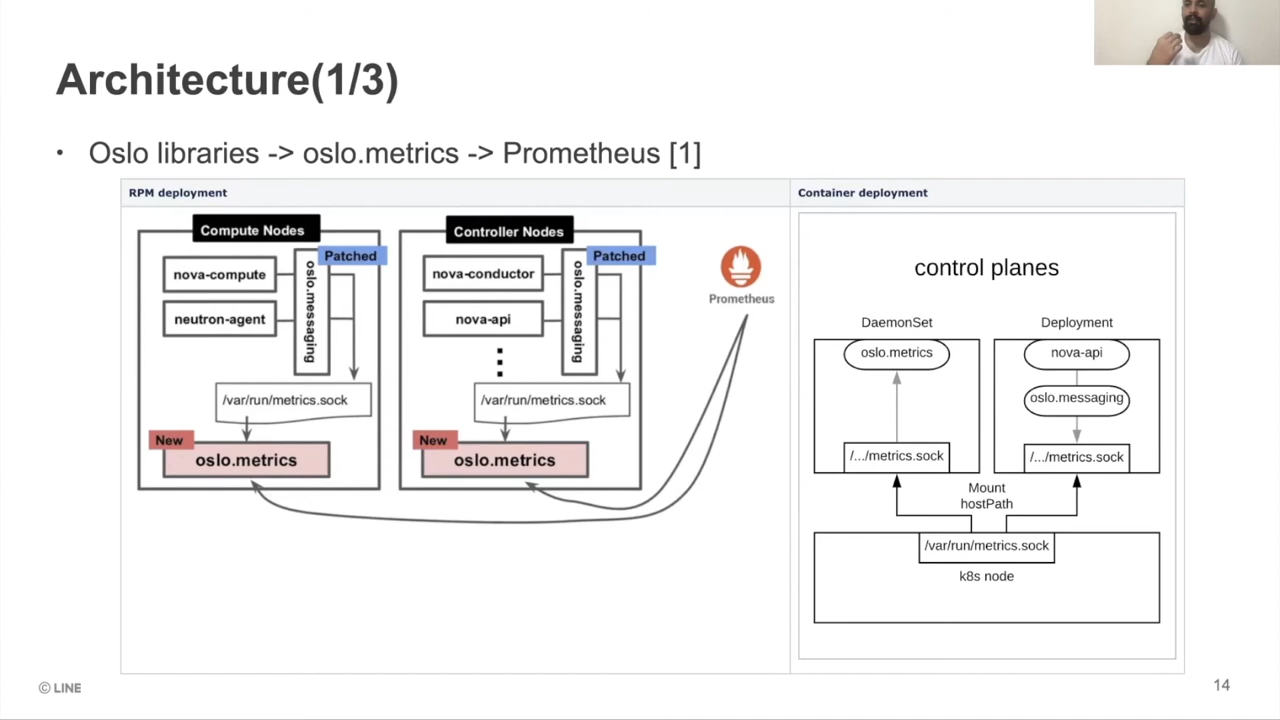 Architecture(1/3)
• Oslo libraries -> oslo.metrics -> Prometheus [1]
RPM deployment
Compute Nodes
Patched
nova-compute
neutron-agent
oslo.messaging
/var/run/metrics.sock
New
oslo.metrics
Controller Nodes
Patched
nova-conductor
nova-api
oslo.messaging
/var/run/metrics.sock
New
oslo.metrics
Prometheus
Container deployment
control planes
DaemonSet
oslo.metrics
/.../metrics.sock
Deployment
nova-api
oslo.messaging
/.../metrics.sock
Mount
hostPath
/var/run/metrics.sock
k8s node
© LINE
14